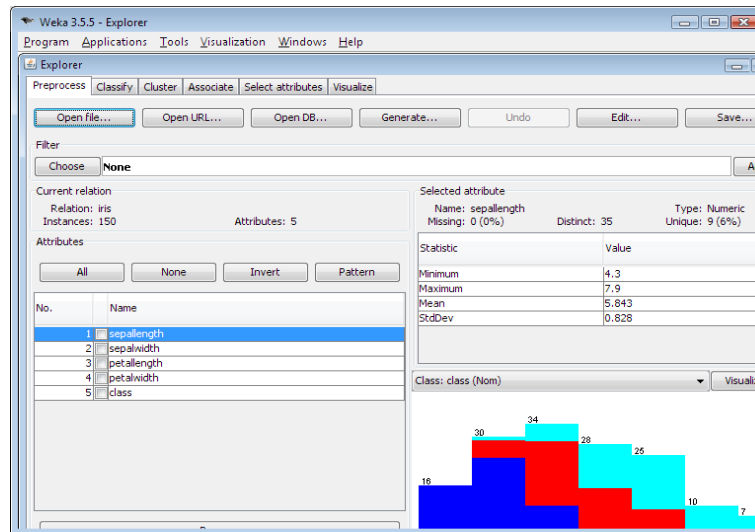 Weka 3.5.5 - Explorer
Program Applications Tools Visualization Windows Help
Explorer
Preprocess Classify Cluster Associate Select attributes Visualize
Open file... Open URL... Open DB... Generate... Undo Edit... Save...
Filter
Choose None
Current relation
Relation: iris
Instances: 150 Attributes: 5
Attributes
All None Invert Pattern
No. Name
1 sepallength
2 sepalwidth
3 petallength
4 petalwidth
5 class
Selected attribute
Name: sepallength Type: Numeric
Missing: 0 (0%) Distinct: 35 Unique: 9 (6%)
Statistic Value
Minimum 4.3
Maximum 7.9
Mean 5.843
StdDev 0.828
Class: class (Nom)
16 30 34 28 25 10 7